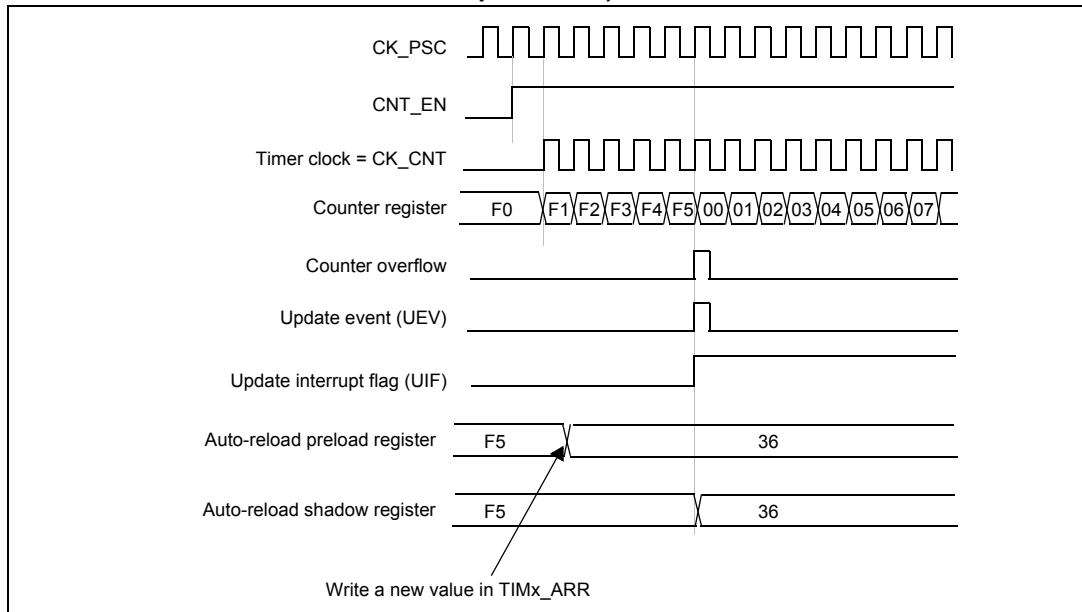 CK_PSC
CNT_EN
Timer clock = CK_CNT
Counter register F0 F1 F2 F3 F4 F5 00 01 02 03 04 05 06 07
Counter overflow
Update event (UEV)
Update interrupt flag (UIF)
Auto-reload preload register F5 36
Auto-reload shadow register F5 36
Write a new value in TIMx_ARR